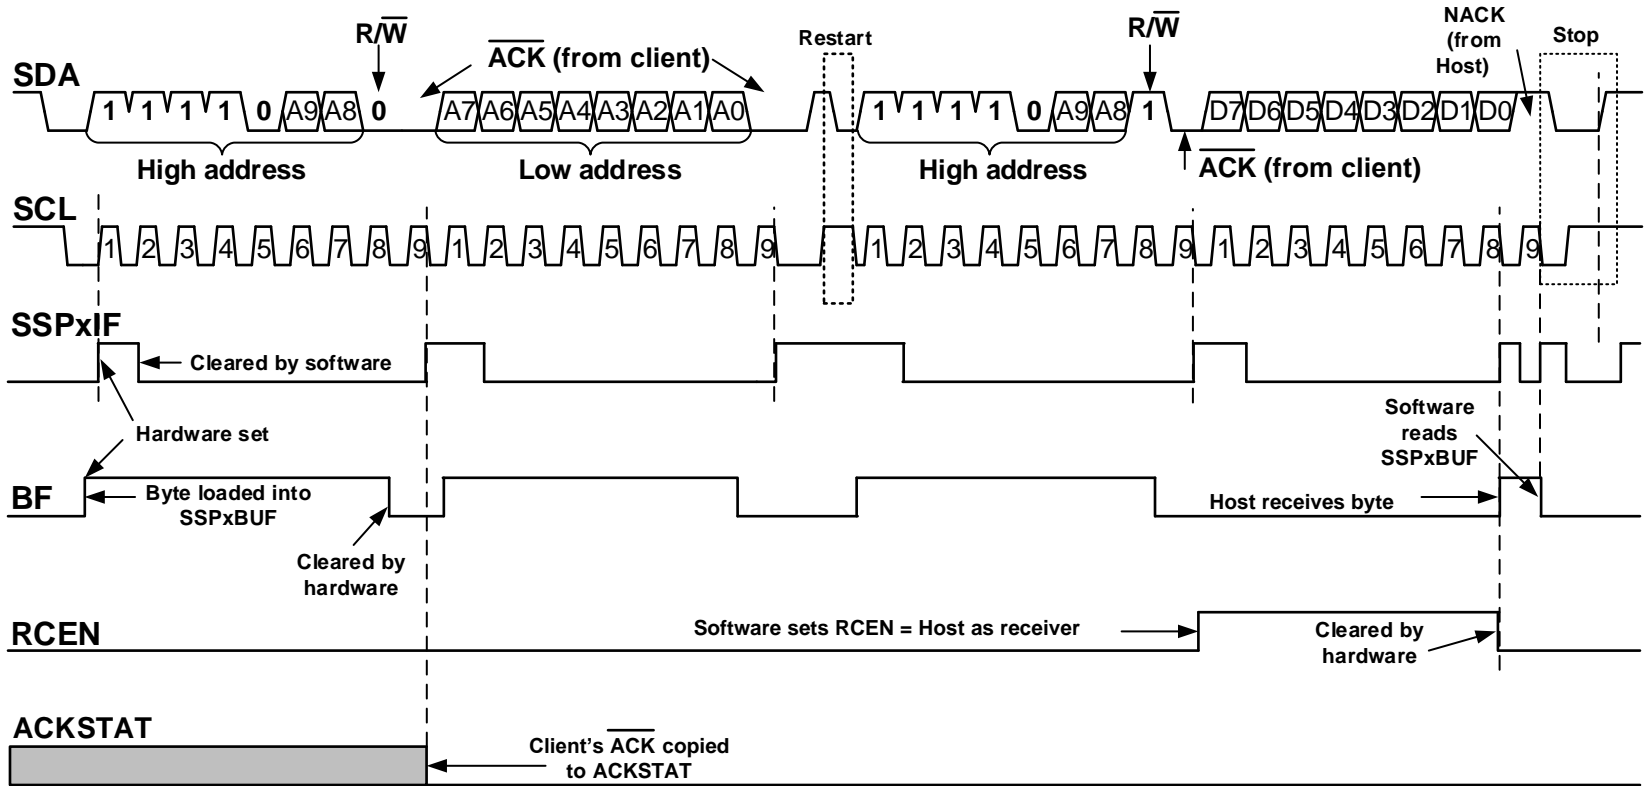 R/W
ACK (from client)
Restart
R/W
NACK
(from
Host)
Stop
SDA
1 1 1 1 0 A9 A8 0 A7 A6 A5 A4 A3 A2 A1 A0 1 1 1 1 0 A9 A8 1 D7 D6 D5 D4 D3 D2 D1 D0
High address
Low address
High address
ACK (from client)
SCL
1 2 3 4 5 6 7 8 9 1 2 3 4 5 6 7 8 9 1 2 3 4 5 6 7 8 9 1 2 3 4 5 6 7 8 9
SSPxIF
Cleared by software
Hardware set
Software
reads
SSPxBUF
BF
Byte loaded into
SSPxBUF
Host receives byte
Cleared by
hardware
RCEN
Software sets RCEN = Host as receiver
Cleared by
hardware
ACKSTAT
Client's ACK copied
to ACKSTAT